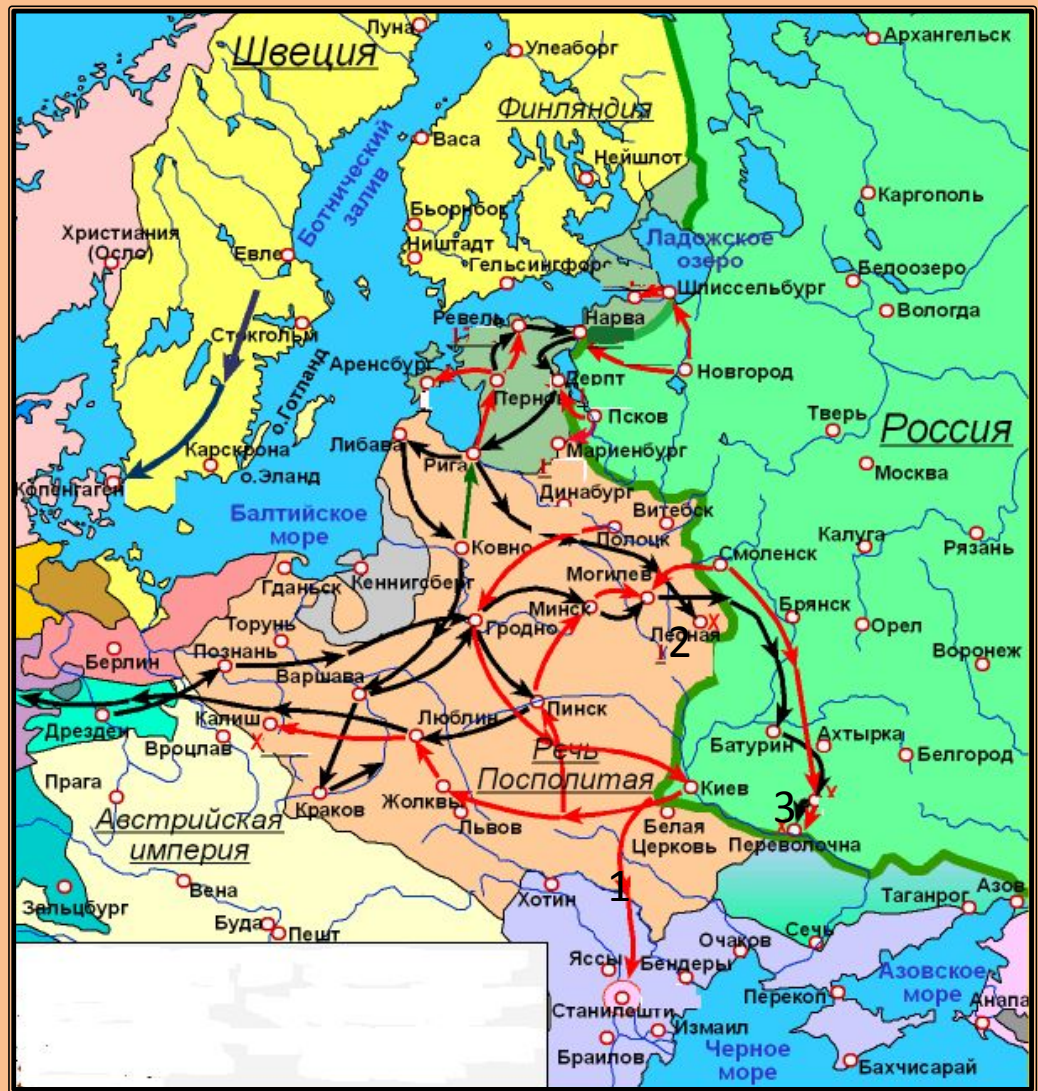 Луна
Швеция
Улеаборг
Архангельск
Финляндия
Ботнический
залив
Васа
Нейшлот
Каргополь
Христиания
(Осло)
Бьорнборг
Ништадт
Евле
Ладожское
озеро
Гельсингфорс
Белоозеро
Шлиссельбург
Вологда
Стокгольм
Ревель
Нарва
о.Готланд
Аренсбург
Пернов
Дерпт
Новгород
Псков
Тверь
Россия
Либава
Карскрона
Рига
Мариенбург
Москва
Копенгаген
о.Эланд
Динабург
Балтийское
море
Витебск
Полоцк
Калуга
Рязань
Ковно
Смоленск
Гданьск
Кеннигсберг
Могилев
Минск
Брянск
Торунь
Гродно
Лесная
X
2
Орел
Берлин
Познань
Варшава
Воронеж
Дрезден
Калиш
X
Люблин
Пинск
Вроцлав
Батурин
Ахтырка
Белгород
Речь
Посполитая
Прага
Краков
Жолквы
Киев
3
Львов
Белая
Церковь
Переволочна
Австрийская
империя
Вена
Хотин
1
Таганрог
Азов
Зальцбург
Буда
Пешт
Сечь
Очаков
Яссы
Бендеры
Азовское
море
Перекоп
Анапа
Станилешти
Измаил
Браилов
Черное
море
Бахчисарай